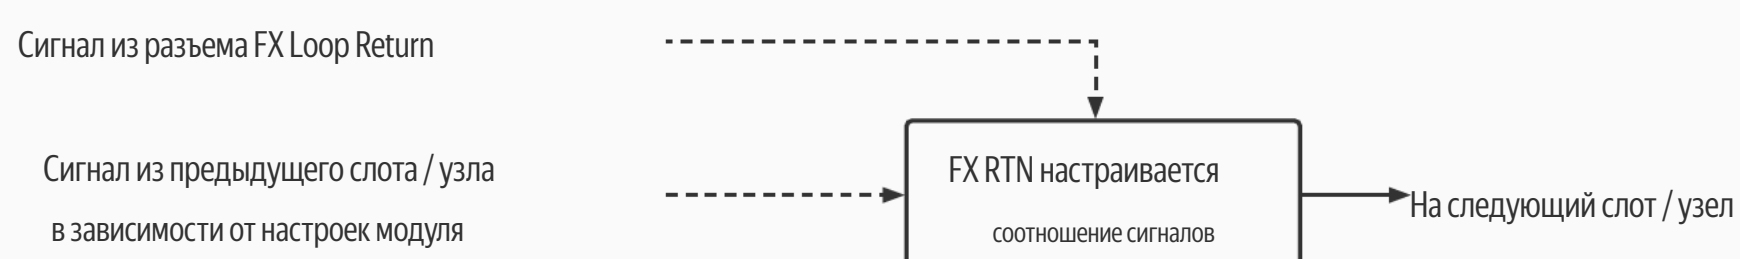 Сигнал из разъема FX Loop Return
Сигнал из предыдущего слота / узла
в зависимости от настроек модуля
FX RTN настраивается
соотношение сигналов
На следующий слот / узел